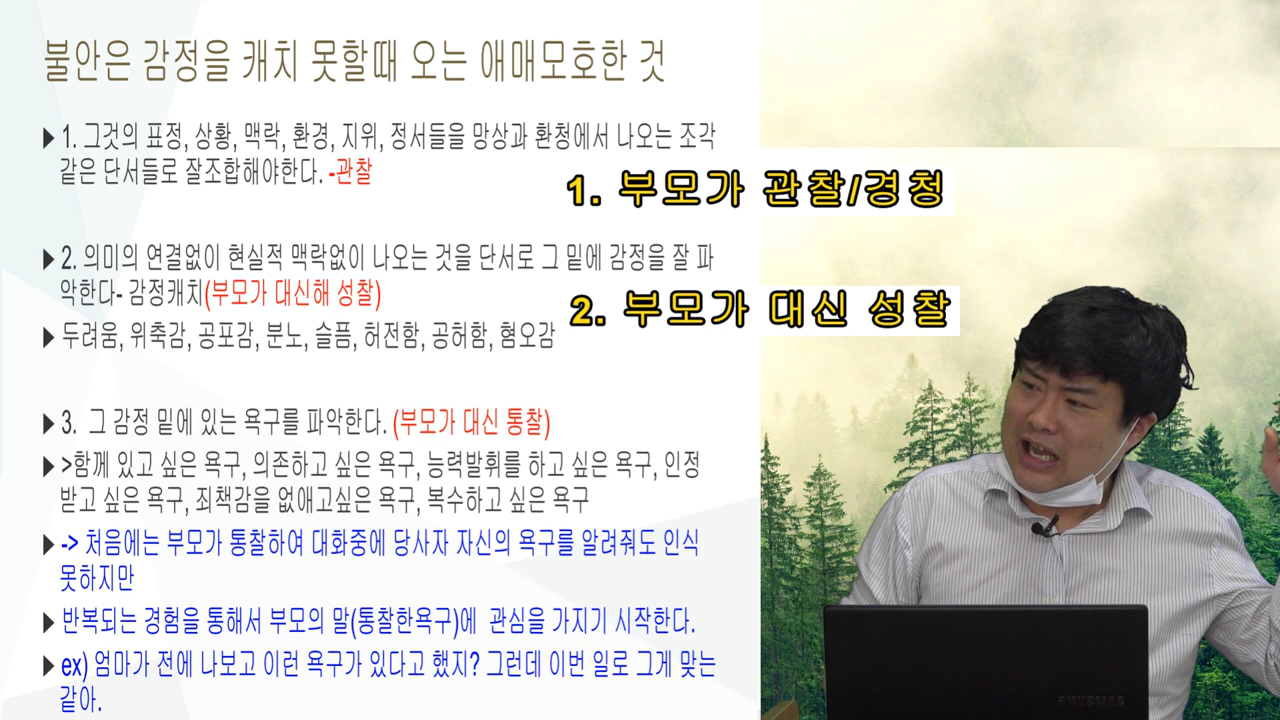 불안은 감정을 캐치 못할때 오는 애매모호한 것
1. 그것의 표정, 상황, 맥락, 환경, 지위, 정서들을 망상과 환청에서 나오는 조각
같은 단서들로 잘조합해야한다. -관찰
1. 부모가 관찰/경청
2. 의미의 연결없이 현실적 맥락없이 나오는 것을 단서로 그 밑에 감정을 잘 파
악한다- 감정캐치(부모가 대신해 성찰)
2. 부모가 대신 성찰
두려움, 위축감, 공포감, 분노, 슬픔, 허전함, 공허함, 혐오감
3. 그 감정 밑에 있는 욕구를 파악한다. (부모가 대신 통찰)
>함께 있고 싶은 욕구, 의존하고 싶은 욕구, 능력발휘를 하고 싶은 욕구, 인정
받고 싶은 욕구, 죄책감을 없애고싶은 욕구, 복수하고 싶은 욕구
-> 처음에는 부모가 통찰하여 대화중에 당사자 자신의 욕구를 알려줘도 인식
못하지만
반복되는 경험을 통해서 부모의 말(통찰한욕구)에 관심을 가지기 시작한다.
ex) 엄마가 전에 나보고 이런 욕구가 있다고 했지? 그런데 이번 일로 그게 맞는
같아.
SAMSUNG